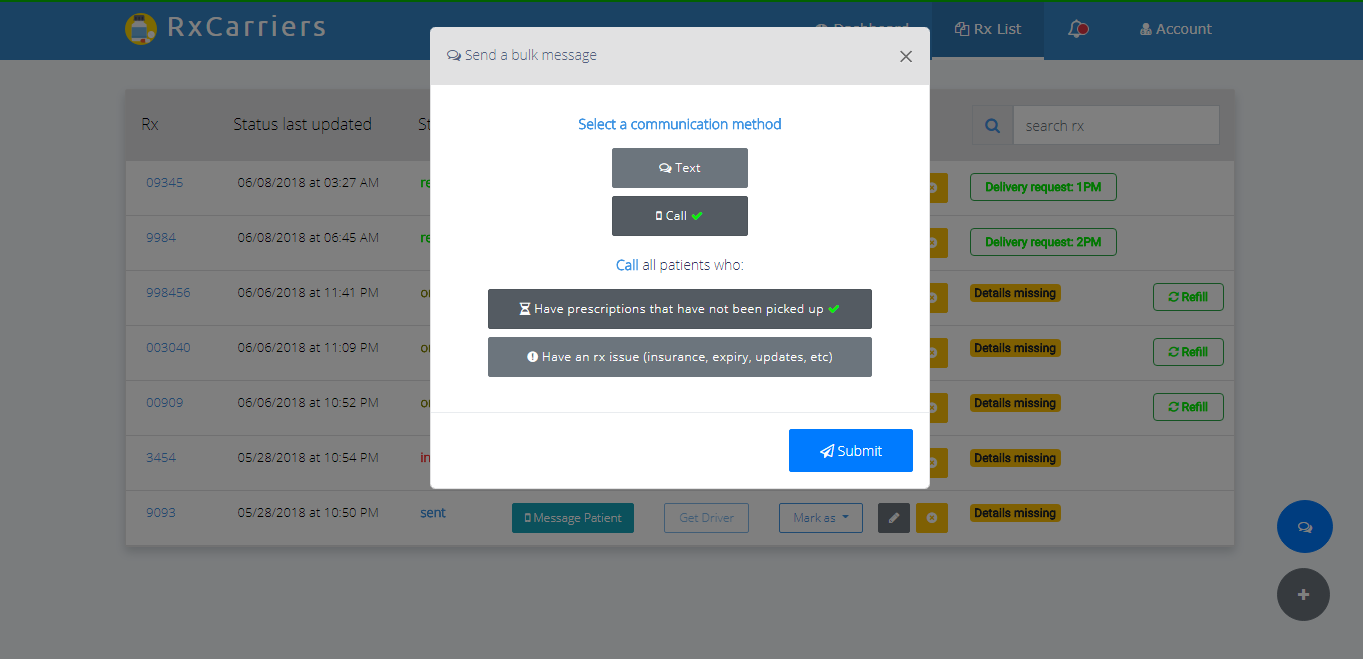 RxCarriers
Dashboard
Rx List
Account
Send a bulk message
Select a communication method
Text
Call
Call all patients who:
Have prescriptions that have not been picked up
Have an rx issue (insurance, expiry, updates, etc)
Submit
Rx Status last updated St search rx
09345 06/08/2018 at 03:27 AM re Delivery request: 1PM
9984 06/08/2018 at 06:45 AM re Delivery request: 2PM
998456 06/06/2018 at 11:41 PM Details missing Refill
003040 06/06/2018 at 11:09 PM Details missing Refill
00909 06/06/2018 at 10:52 PM Details missing Refill
3454 05/28/2018 at 10:54 PM in Details missing
9093 05/28/2018 at 10:50 PM sent Message Patient Get Driver Mark as Details missing